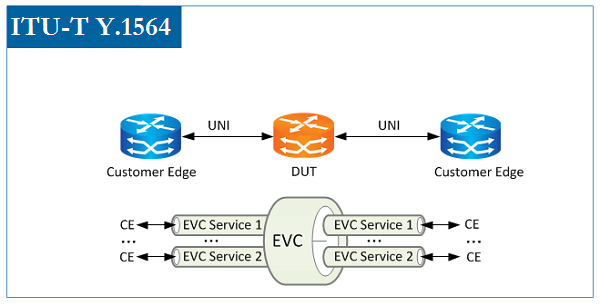 ITU-T Y.1564
UNI UNI
Customer Edge DUT Customer Edge
CE EVC Service 1 EVC Service 1 CE
... ... EVC ... ...
CE EVC Service 2 EVC Service 2 CE